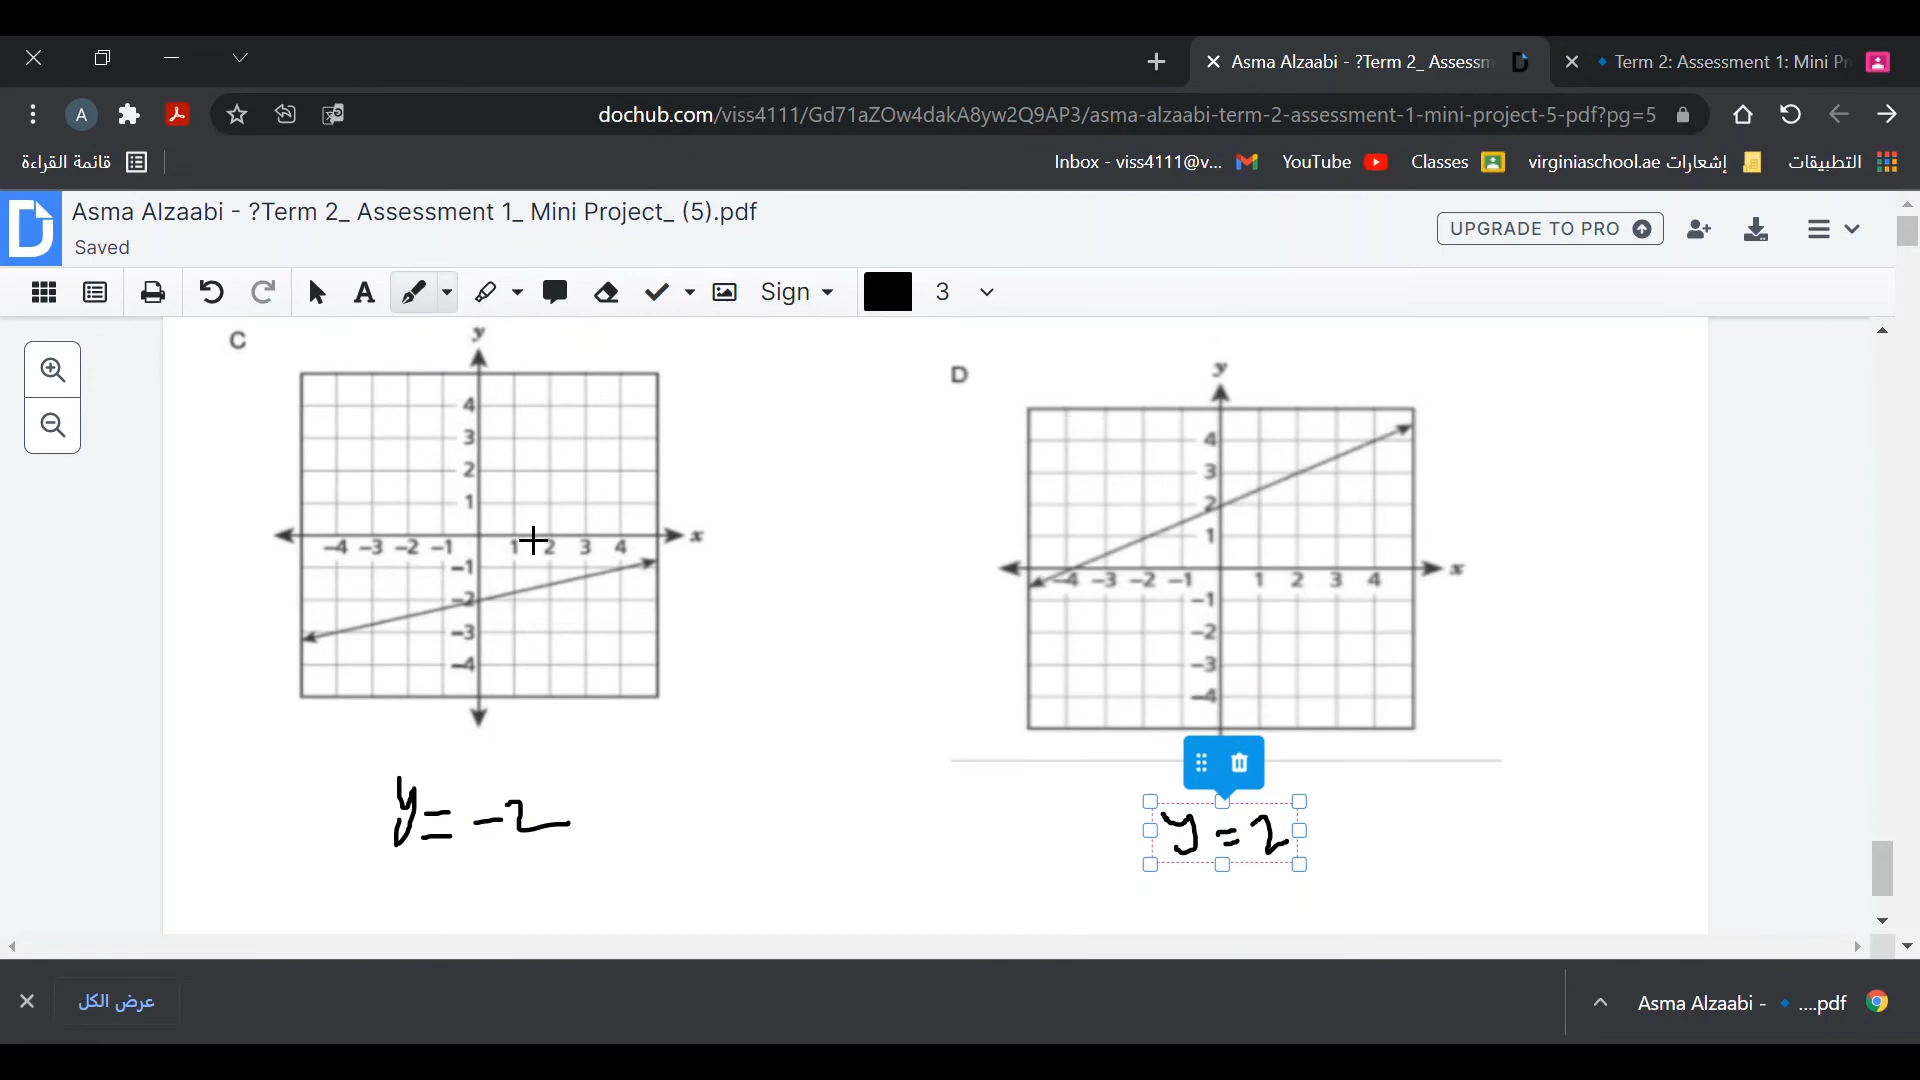 Asma Alzaabi - ?Term 2_ Assessm
Term 2: Assessment 1: Mini Pr
A
dochub.com/viss4111/Gd71aZOw4dakA8yw2Q9AP3/asma-alzaabi-term-2-assessment-1-mini-project-5-pdf?pg=5
قائمة القراءة
Inbox - viss4111@v...
YouTube
Classes
إشعارات virginiaschool.ae
التطبيقات
Asma Alzaabi - ?Term 2_ Assessment 1_ Mini Project_ (5).pdf
Saved
UPGRADE TO PRO
A
Sign
3
C
y
4
3
2
1
-4 -3 -2 -1 1 2 3 4 x
-1
-2
-3
-4
y = -2
D
y
4
3
2
1
-4 -3 -2 -1 1 2 3 4 x
-1
-2
-3
-4
y = 2
عرض الكل
Asma Alzaabi - ....pdf